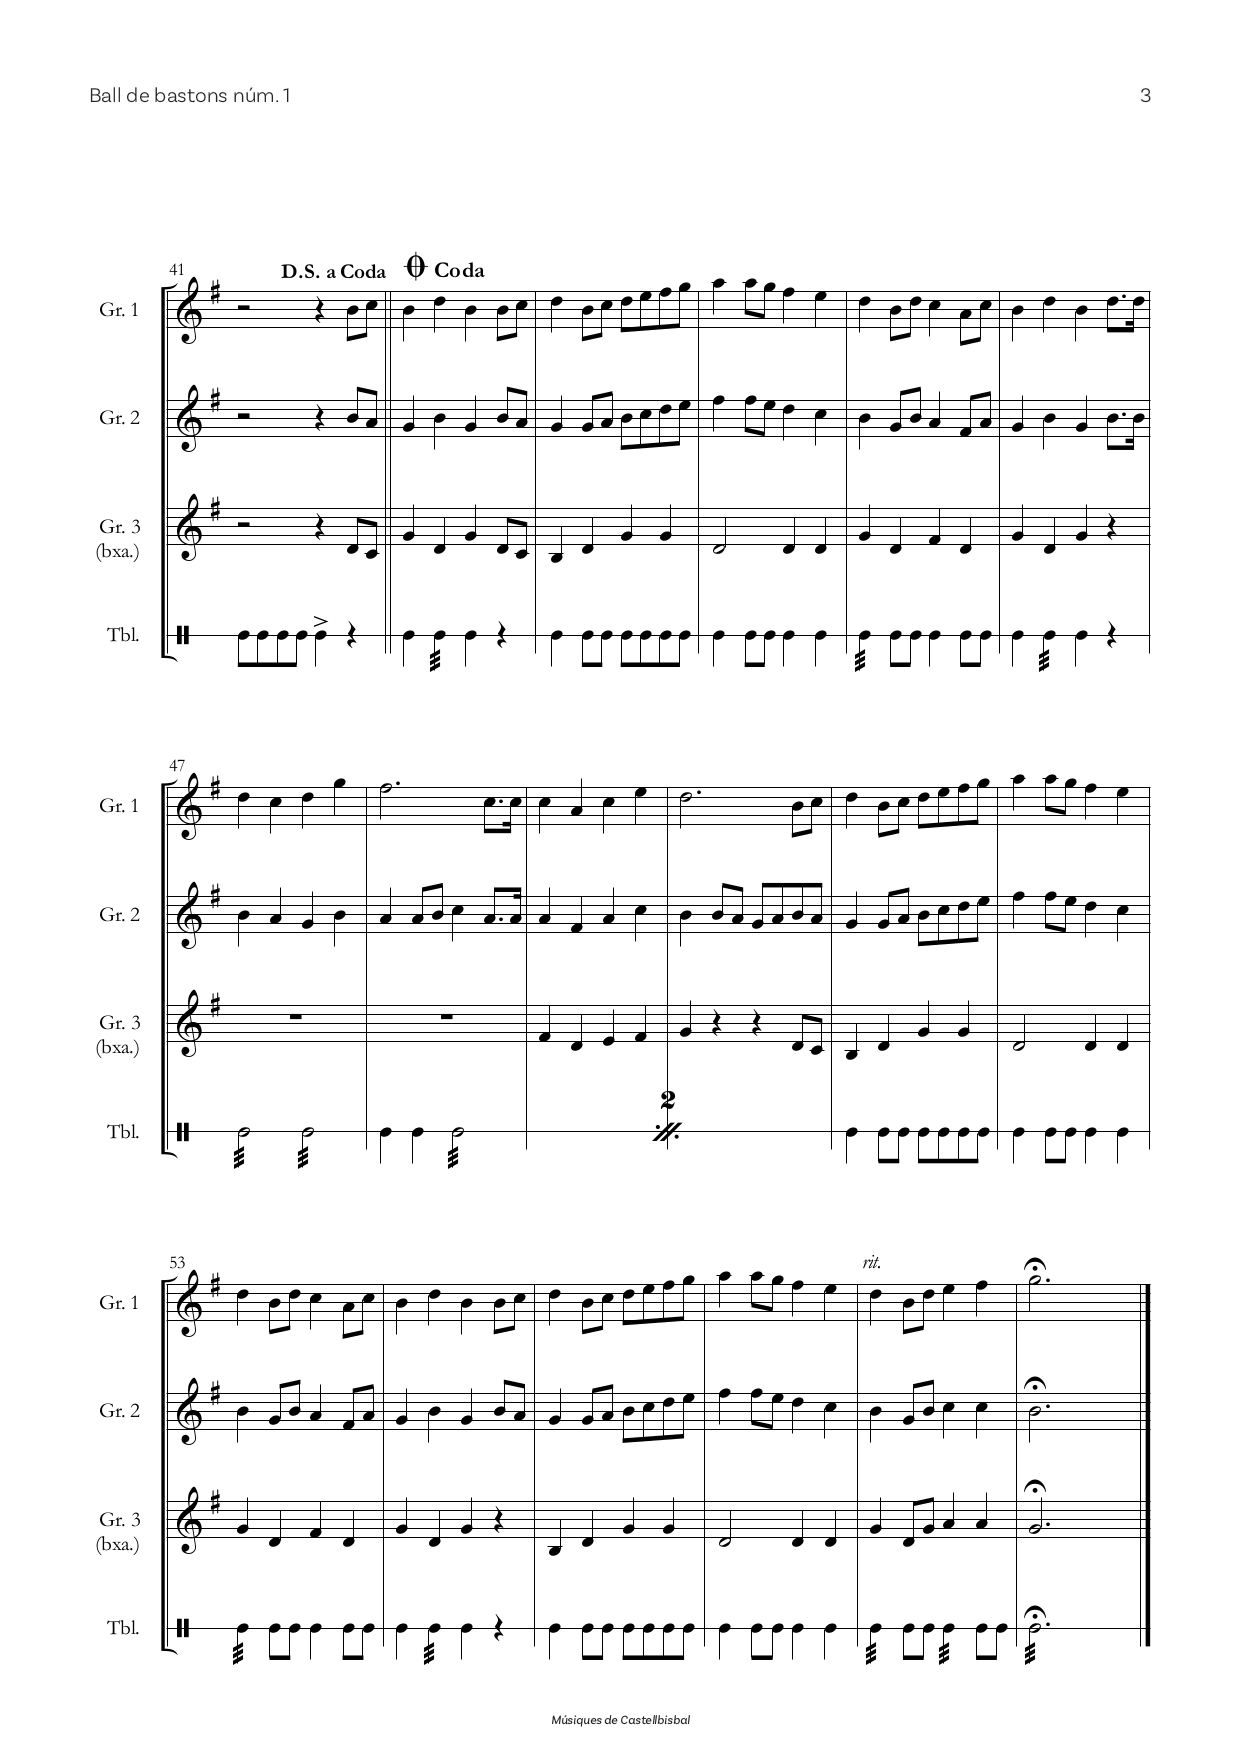 Ball de bastons núm. 1 3
41 D.S. a Coda Coda
Gr. 1
Gr. 2
Gr. 3
(bxa.)
Tbl.
47
Gr. 1
Gr. 2
Gr. 3
(bxa.)
2
Tbl.
53 rit.
Gr. 1
Gr. 2
Gr. 3
(bxa.)
Tbl.
Músiques de Castellbisbal